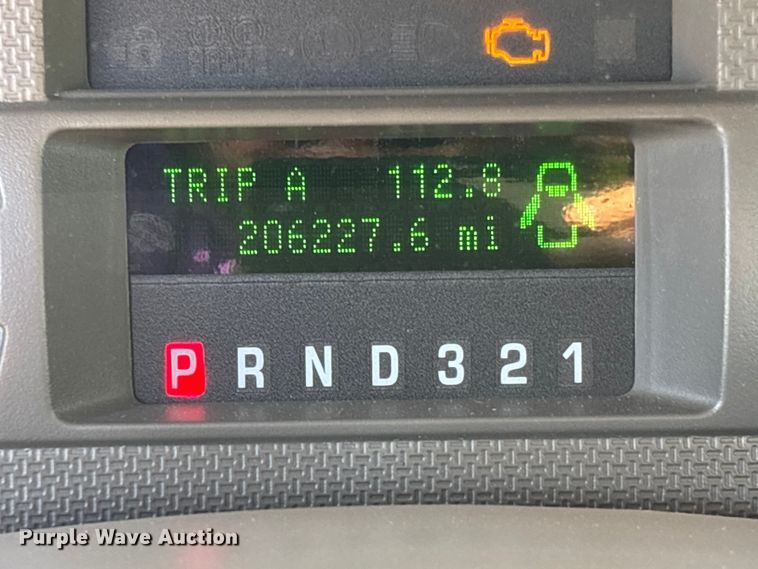 TRIP A 112.8
206227.6 mi
P R N D 3 2 1
Purple Wave Auction